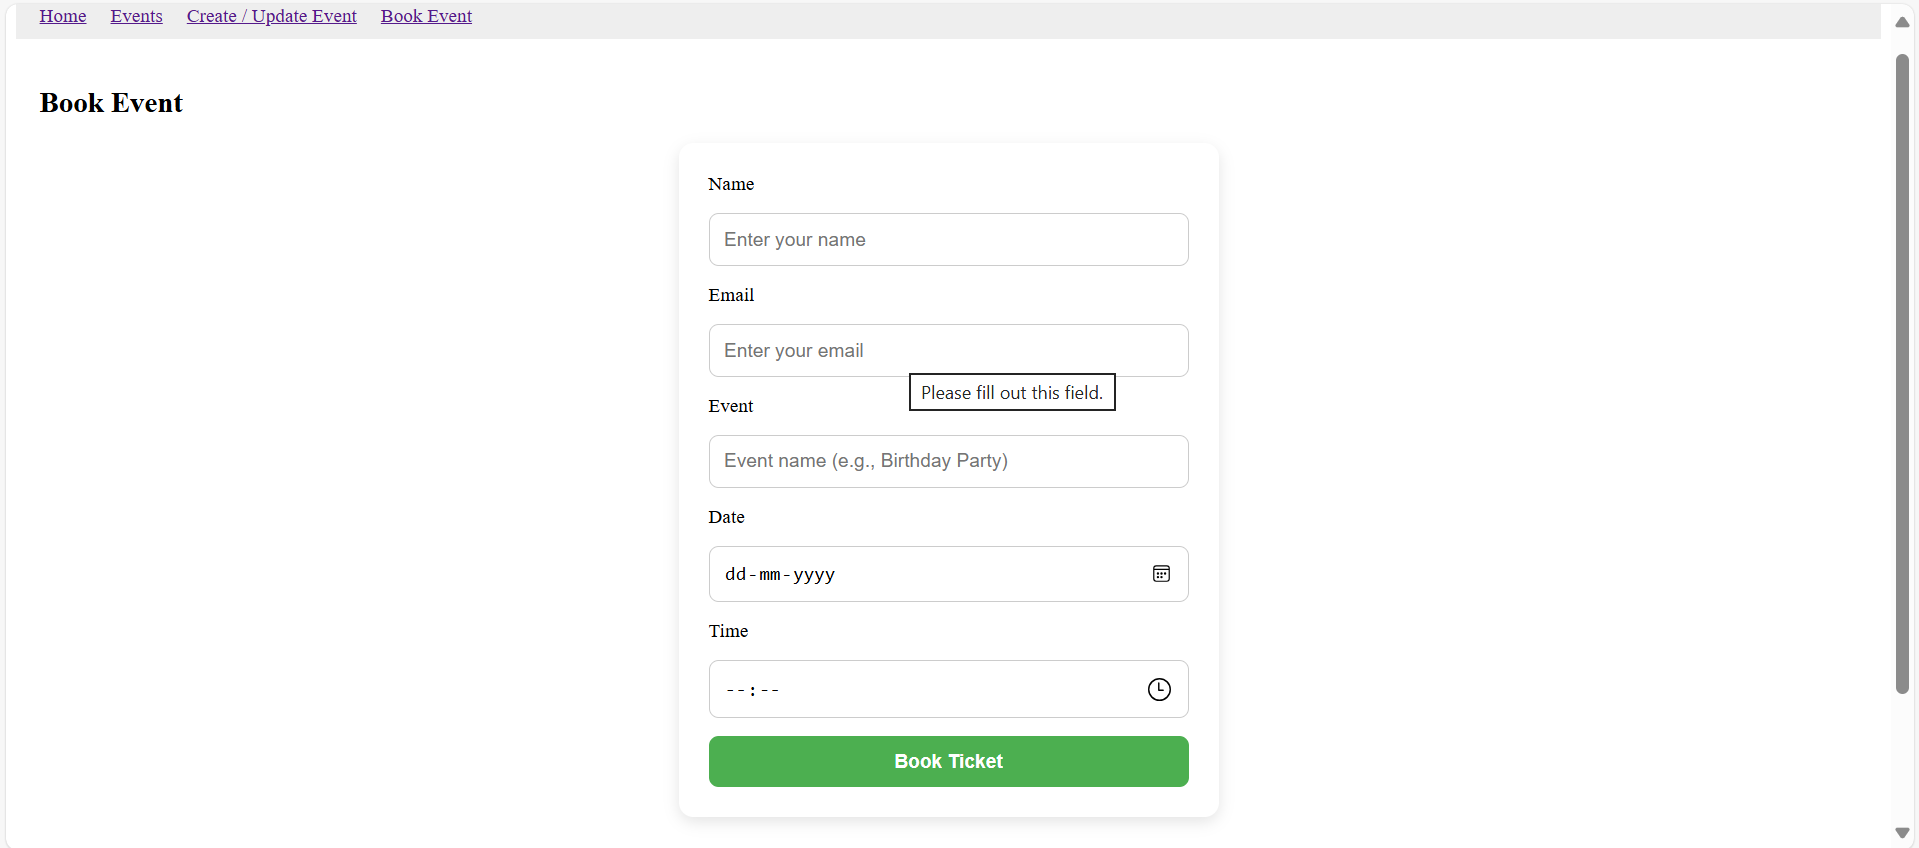 Home Events Create / Update Event Book Event
Book Event
Name
Enter your name
Email
Enter your email
Please fill out this field.
Event
Event name (e.g., Birthday Party)
Date
dd-mm-yyyy
Time
--:--
Book Ticket